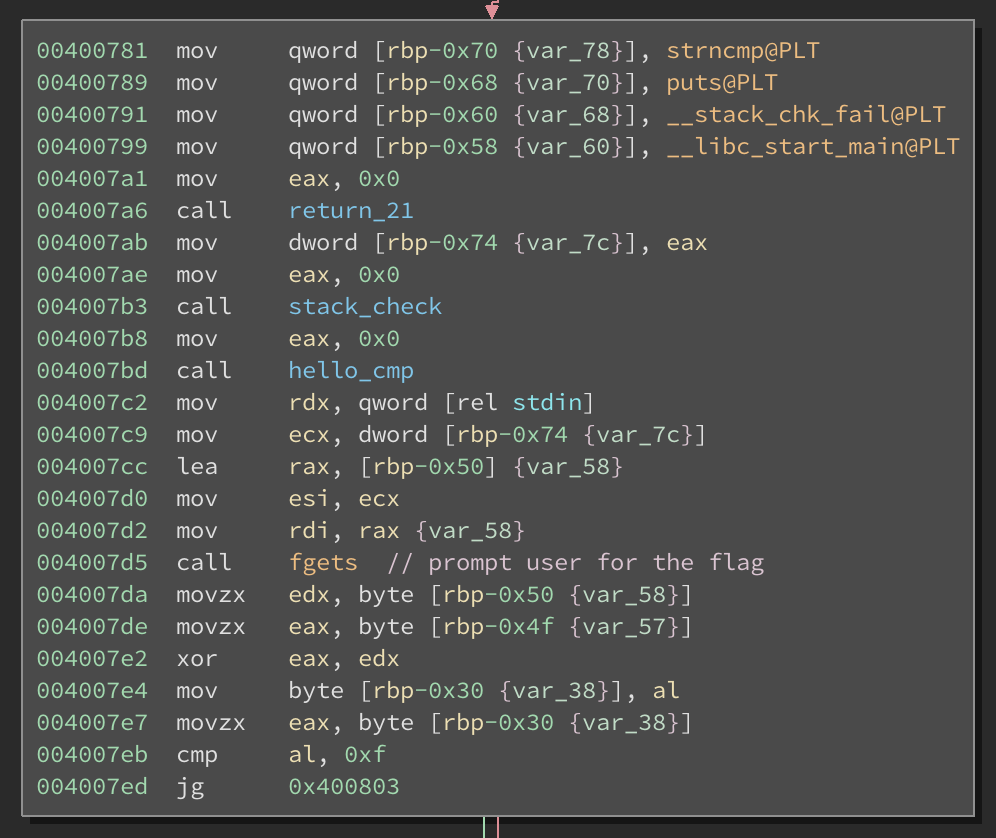 00400781 mov qword [rbp-0x70 {var_78}], strncmp@PLT
00400789 mov qword [rbp-0x68 {var_70}], puts@PLT
00400791 mov qword [rbp-0x60 {var_68}], __stack_chk_fail@PLT
00400799 mov qword [rbp-0x58 {var_60}], __libc_start_main@PLT
004007a1 mov eax, 0x0
004007a6 call return_21
004007ab mov dword [rbp-0x74 {var_7c}], eax
004007ae mov eax, 0x0
004007b3 call stack_check
004007b8 mov eax, 0x0
004007bd call hello_cmp
004007c2 mov rdx, qword [rel stdin]
004007c9 mov ecx, dword [rbp-0x74 {var_7c}]
004007cc lea rax, [rbp-0x50] {var_58}
004007d0 mov esi, ecx
004007d2 mov rdi, rax {var_58}
004007d5 call fgets // prompt user for the flag
004007da movzx edx, byte [rbp-0x50 {var_58}]
004007de movzx eax, byte [rbp-0x4f {var_57}]
004007e2 xor eax, edx
004007e4 mov byte [rbp-0x30 {var_38}], al
004007e7 movzx eax, byte [rbp-0x30 {var_38}]
004007eb cmp al, 0xf
004007ed jg 0x400803